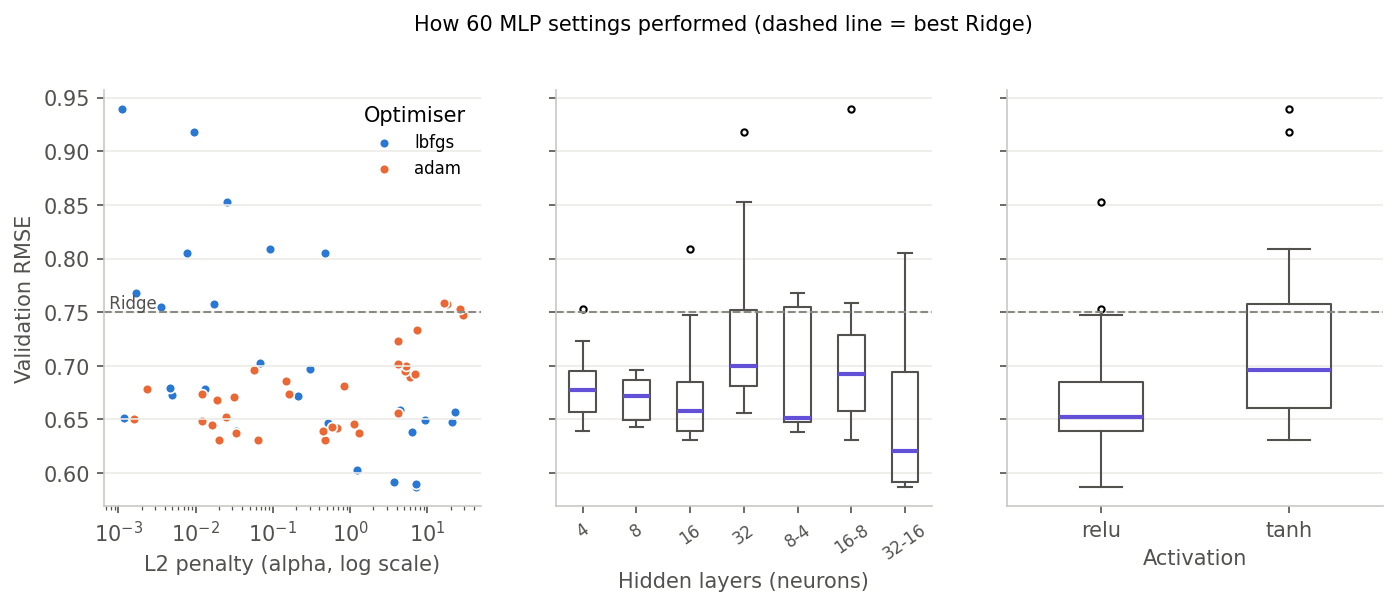 How 60 MLP settings performed (dashed line = best Ridge)
Validation RMSE
0.95
0.90
0.85
0.80
0.75
0.70
0.65
0.60
Optimiser
lbfgs
adam
Ridge
10⁻³ 10⁻² 10⁻¹ 10⁰ 10¹
L2 penalty (alpha, log scale)
4 8 16 32 8-4 16-8 32-16
Hidden layers (neurons)
relu tanh
Activation